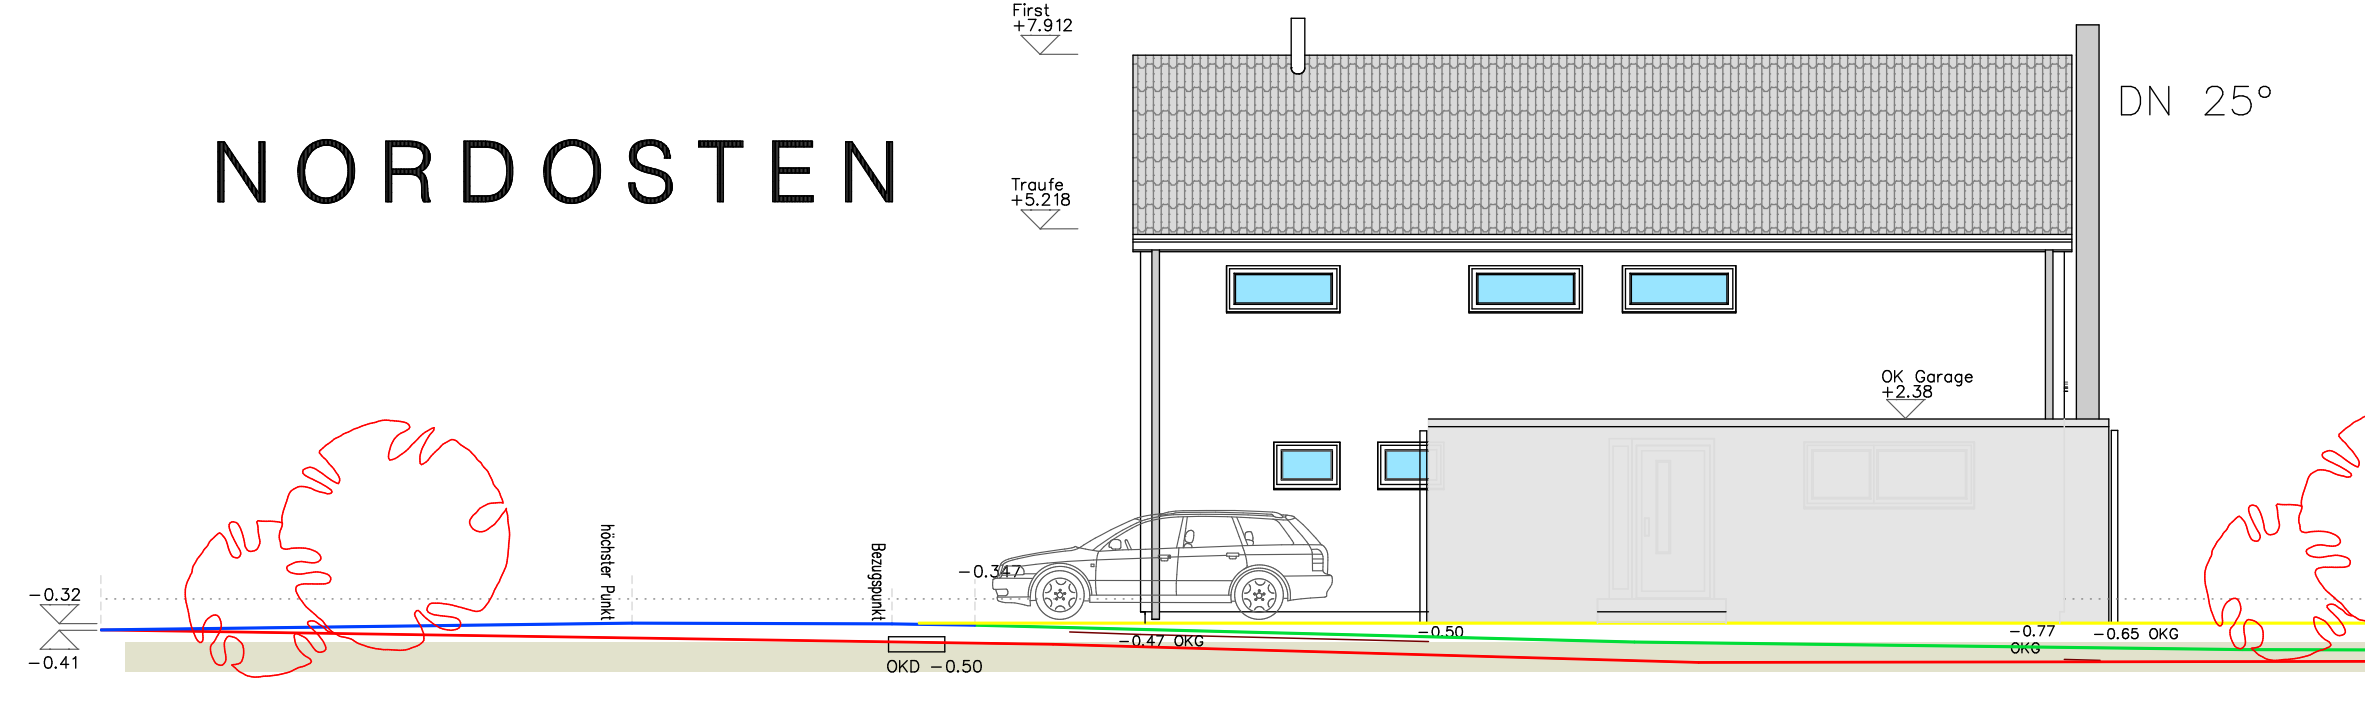 First
+7.912
DN 25°
NORDOSTEN
Traufe
+5.218
OK Garage
+2.38
höchster Punkt
Bezugspunkt
-0.347
-0.32
-0.41
-0.47 OKG
-0.50
-0.77
OKG
-0.65 OKG
OKD -0.50